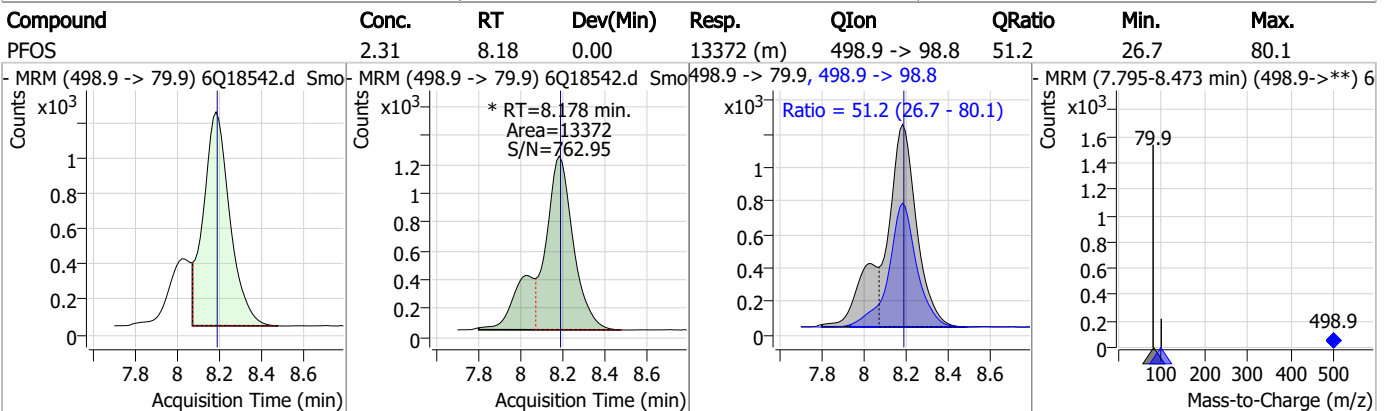 Compound Conc. RT Dev(Min) Resp. QIon QRatio Min. Max.
PFOS 2.31 8.18 0.00 13372 (m) 498.9 -> 98.8 51.2 26.7 80.1
- MRM (498.9 -> 79.9) 6Q18542.d Smo
Counts
x10³
1
0.8
0.6
0.4
0.2
0
7.8 8 8.2 8.4 8.6
Acquisition Time (min)
- MRM (498.9 -> 79.9) 6Q18542.d Smo
Counts
x10³
* RT=8.178 min.
Area=13372
S/N=762.95
1.2
1
0.8
0.6
0.4
0.2
0
7.8 8 8.2 8.4 8.6
Acquisition Time (min)
498.9 -> 79.9, 498.9 -> 98.8
Counts
x10³
Ratio = 51.2 (26.7 - 80.1)
1
0.8
0.6
0.4
0.2
0
7.8 8 8.2 8.4 8.6
Acquisition Time (min)
- MRM (7.795-8.473 min) (498.9->**) 6
Counts
x10³
79.9
1.6
1.4
1.2
1
0.8
0.6
0.4
0.2
0
498.9
100 200 300 400 500
Mass-to-Charge (m/z)